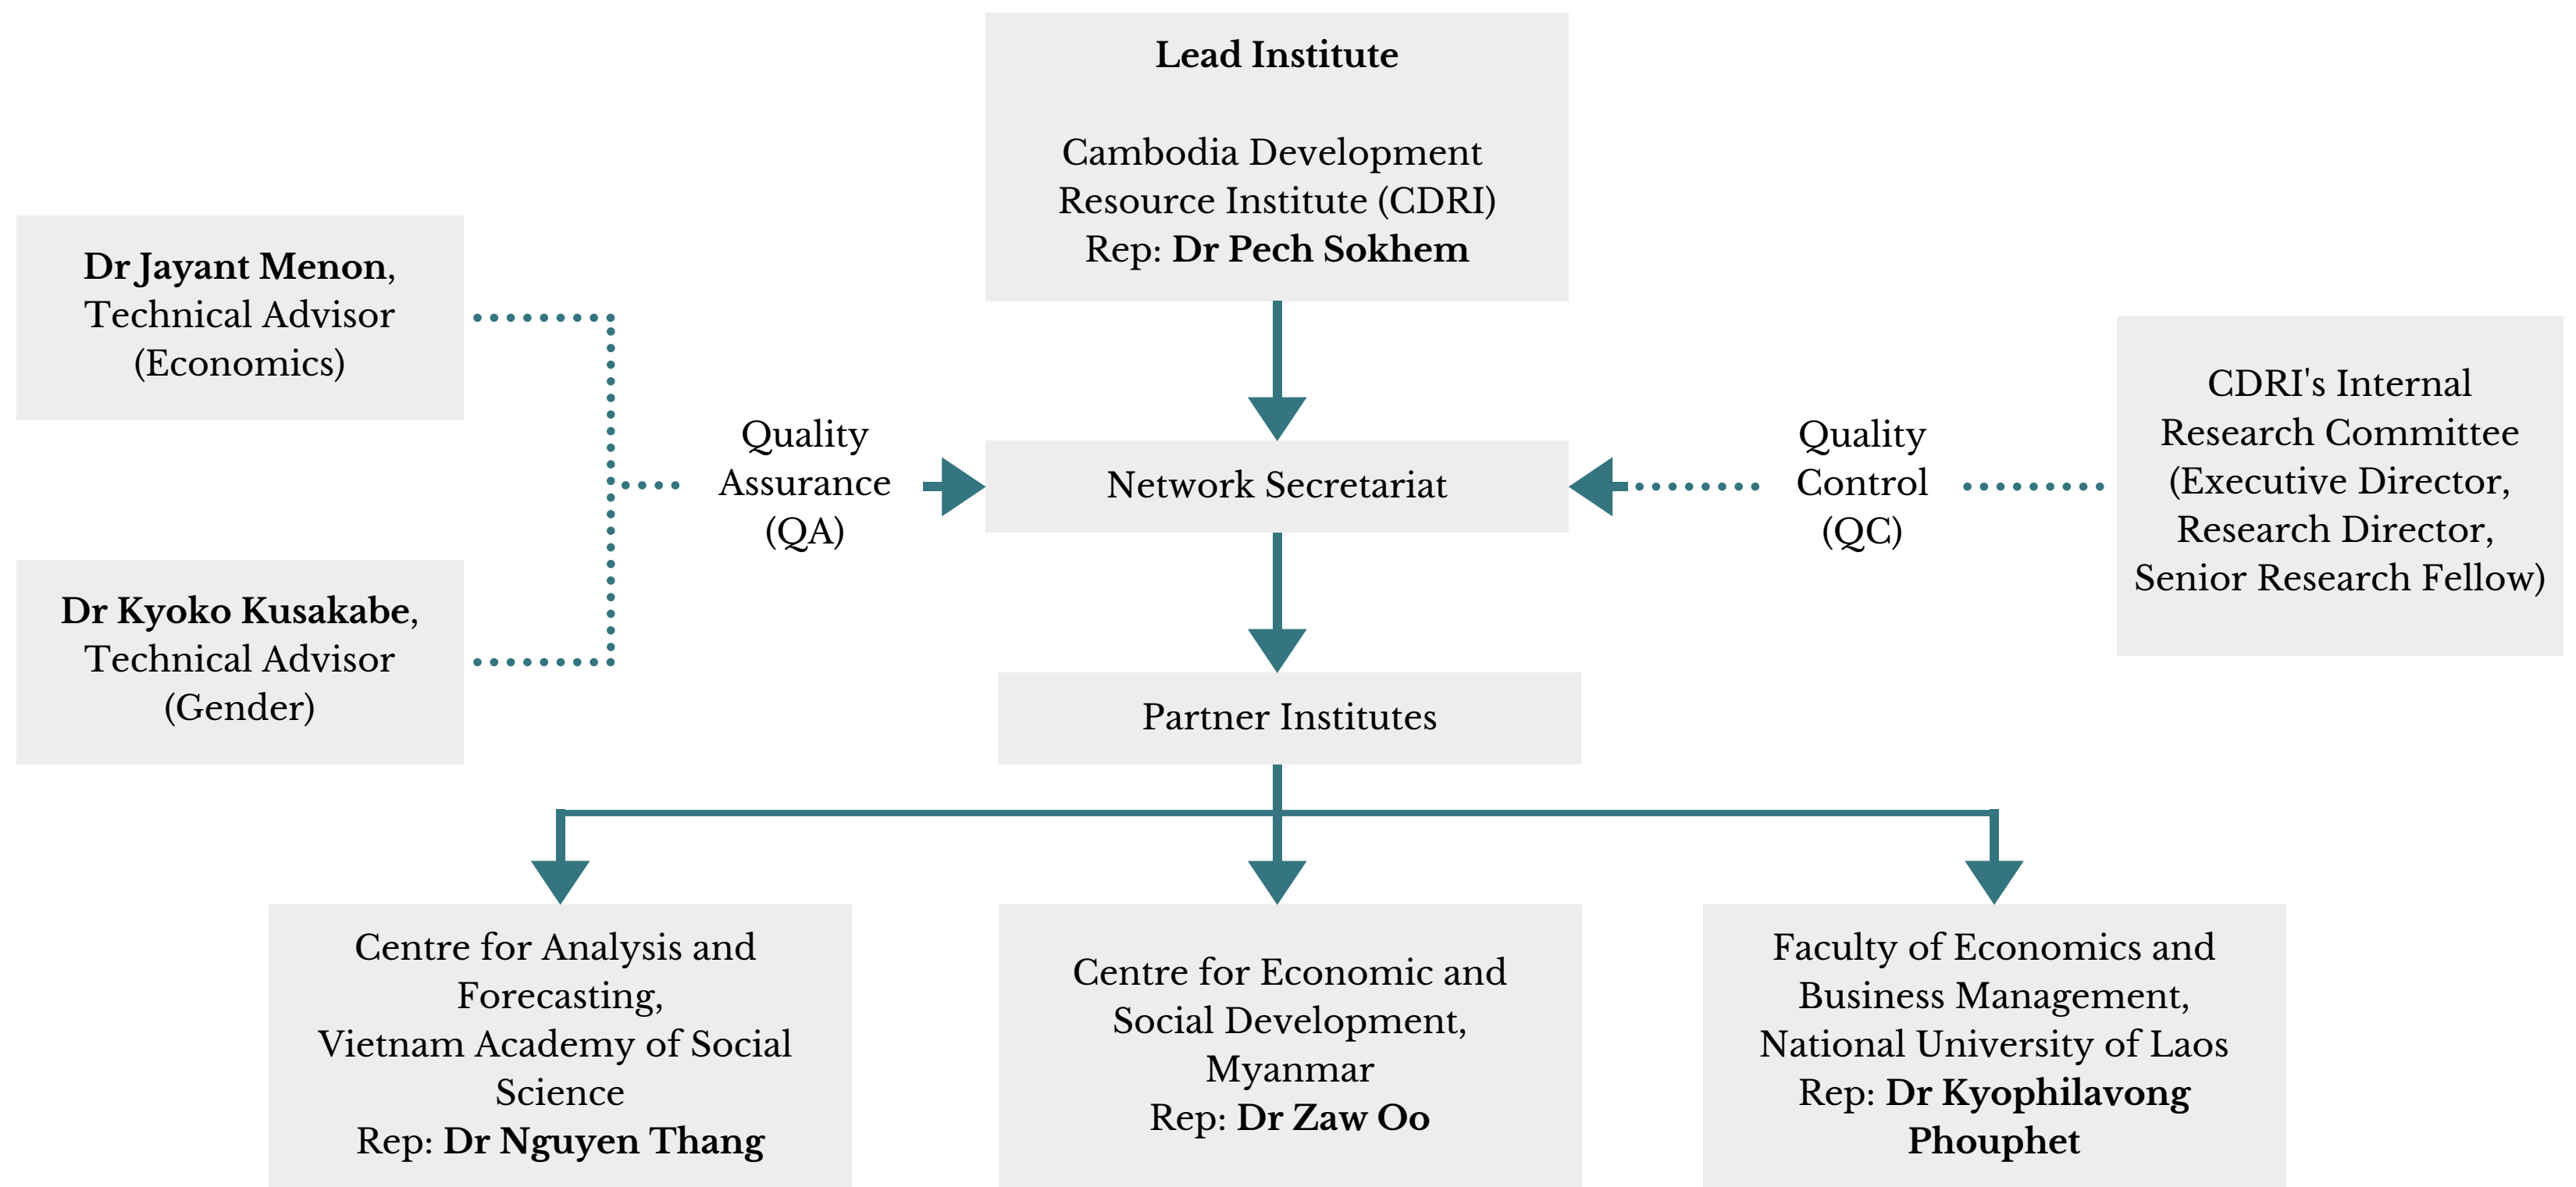 Lead Institute
Cambodia Development
Resource Institute (CDRI)
Rep: Dr Pech Sokhem
Dr Jayant Menon,
Technical Advisor
(Economics)
Dr Kyoko Kusakabe,
Technical Advisor
(Gender)
Quality
Assurance
(QA)
Network Secretariat
Quality
Control
(QC)
CDRI's Internal
Research Committee
(Executive Director,
Research Director,
Senior Research Fellow)
Partner Institutes
Centre for Analysis and
Forecasting,
Vietnam Academy of Social
Science
Rep: Dr Nguyen Thang
Centre for Economic and
Social Development,
Myanmar
Rep: Dr Zaw Oo
Faculty of Economics and
Business Management,
National University of Laos
Rep: Dr Kyophilavong
Phouphet